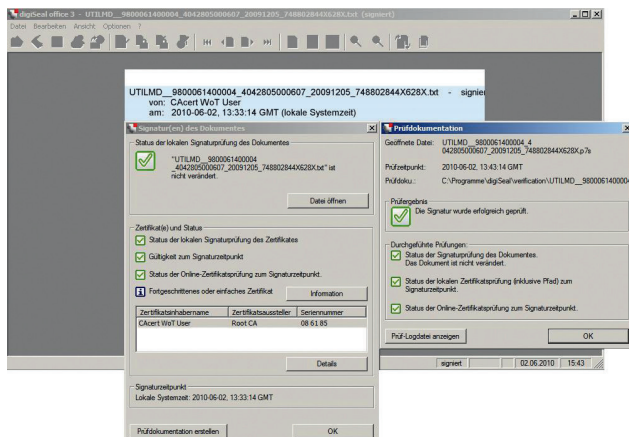 digiSeal office 3 - UTILMD__9800061400004_4042805000607_20091205_748802844X628X.txt (signiert)
Datei Bearbeiten Ansicht Optionen ?
UTILMD__9800061400004_4042805000607_20091205_748802844X628X.txt - signier
von: CAcert WoT User
am: 2010-06-02, 13:33:14 GMT (lokale Systemzeit)
Signatur(en) des Dokumentes
Status der lokalen Signaturprüfung des Dokumentes
"UTILMD__9800061400004
_4042805000607_20091205_748802844X628X.txt" ist
nicht verändert.
Datei öffnen
Zertifikat(e) und Status
Status der lokalen Signaturprüfung des Zertifikates
Gültigkeit zum Signaturzeitpunkt
Status der Online-Zertifikatsprüfung zum Signaturzeitpunkt.
Fortgeschrittenes oder einfaches Zertifikat
Information
Zertifikatsinhabername Zertifikatsaussteller Seriennummer
CAcert WoT User Root CA 08 61 85
Details
Signaturzeitpunkt
Lokale Systemzeit: 2010-06-02, 13:33:14 GMT
Prüfdokumentation erstellen
OK
Prüfdokumentation
Geöffnete Datei: UTILMD__9800061400004_4
042805000607_20091205_748802844X628X.p7s
Prüfzeitpunkt: 2010-06-02, 13:43:14 GMT
Prüfdoku.: C:\Programme\digiSeal\verification\UTILMD__9800061400004
Prüfergebnis
Die Signatur wurde erfolgreich geprüft.
Durchgeführte Prüfungen:
Status der Signaturprüfung des Dokumentes.
Das Dokument ist nicht verändert.
Status der lokalen Zertifikatsprüfung (inklusive Pfad) zum
Signaturzeitpunkt.
Status der Online-Zertifikatsprüfung zum Signaturzeitpunkt.
Prüf-Logdatei anzeigen
OK
signiert 02.06.2010 15:43